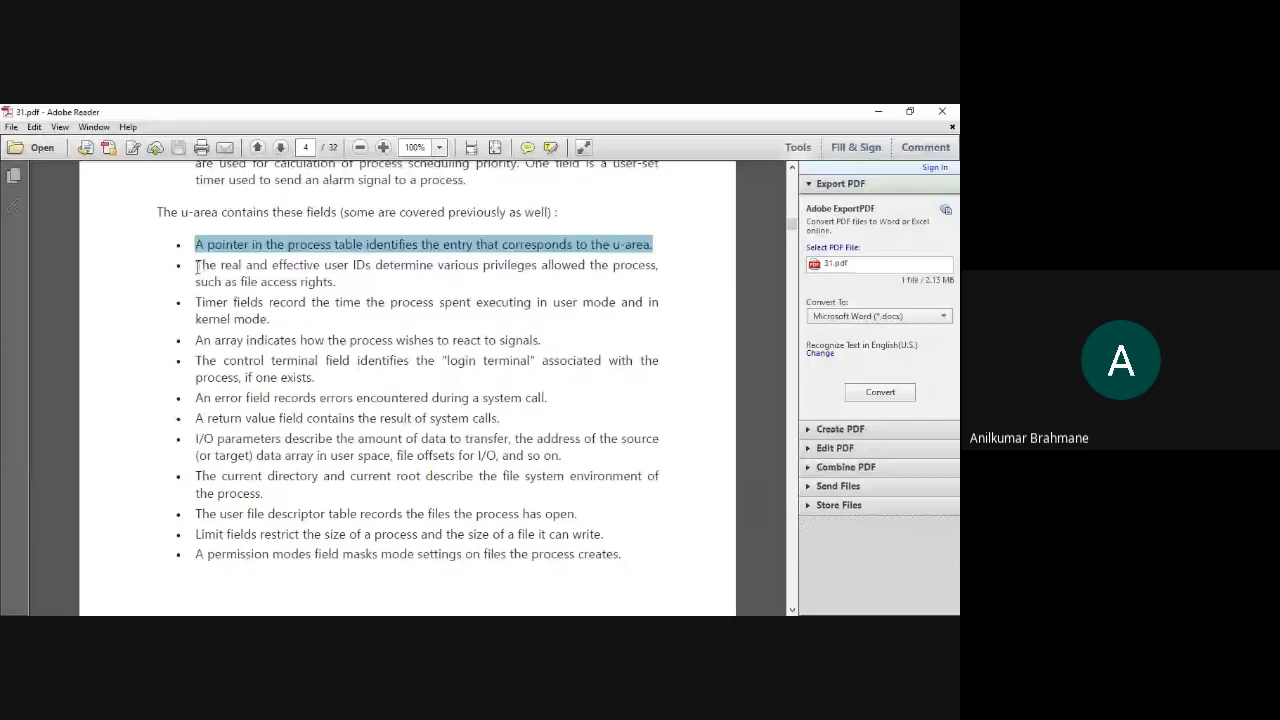 31.pdf - Adobe Reader
File Edit View Window Help
Open 4 / 32 100% Tools Fill & Sign Comment
Sign In
are used for calculation of process scheduling priority. One field is a user-set
timer used to send an alarm signal to a process.
The u-area contains these fields (some are covered previously as well) :
• A pointer in the process table identifies the entry that corresponds to the u-area.
• The real and effective user IDs determine various privileges allowed the process,
such as file access rights.
• Timer fields record the time the process spent executing in user mode and in
kernel mode.
• An array indicates how the process wishes to react to signals.
• The control terminal field identifies the "login terminal" associated with the
process, if one exists.
• An error field records errors encountered during a system call.
• A return value field contains the result of system calls.
• I/O parameters describe the amount of data to transfer, the address of the source
(or target) data array in user space, file offsets for I/O, and so on.
• The current directory and current root describe the file system environment of
the process.
• The user file descriptor table records the files the process has open.
• Limit fields restrict the size of a process and the size of a file it can write.
• A permission modes field masks mode settings on files the process creates.
Export PDF
Adobe ExportPDF
Convert PDF files to Word or Excel
online.
Select PDF File:
31.pdf
1 file / 2.13 MB
Convert To:
Microsoft Word (*.docx)
Recognize Text in English(U.S.)
Change
Convert
Create PDF
Edit PDF
Combine PDF
Send Files
Store Files
A
Anilkumar Brahmane